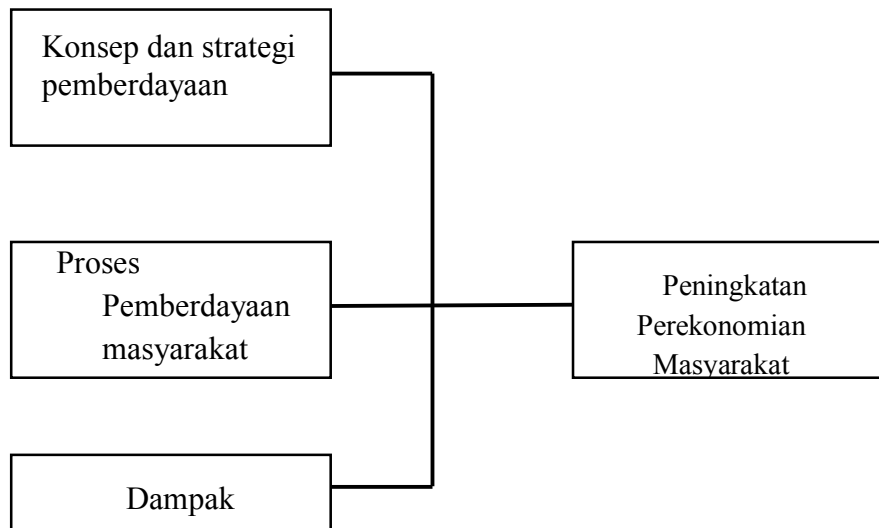 Konsep dan strategi
pemberdayaan
Proses
Pemberdayaan
masyarakat
Peningkatan
Perekonomian
Masyarakat
Dampak